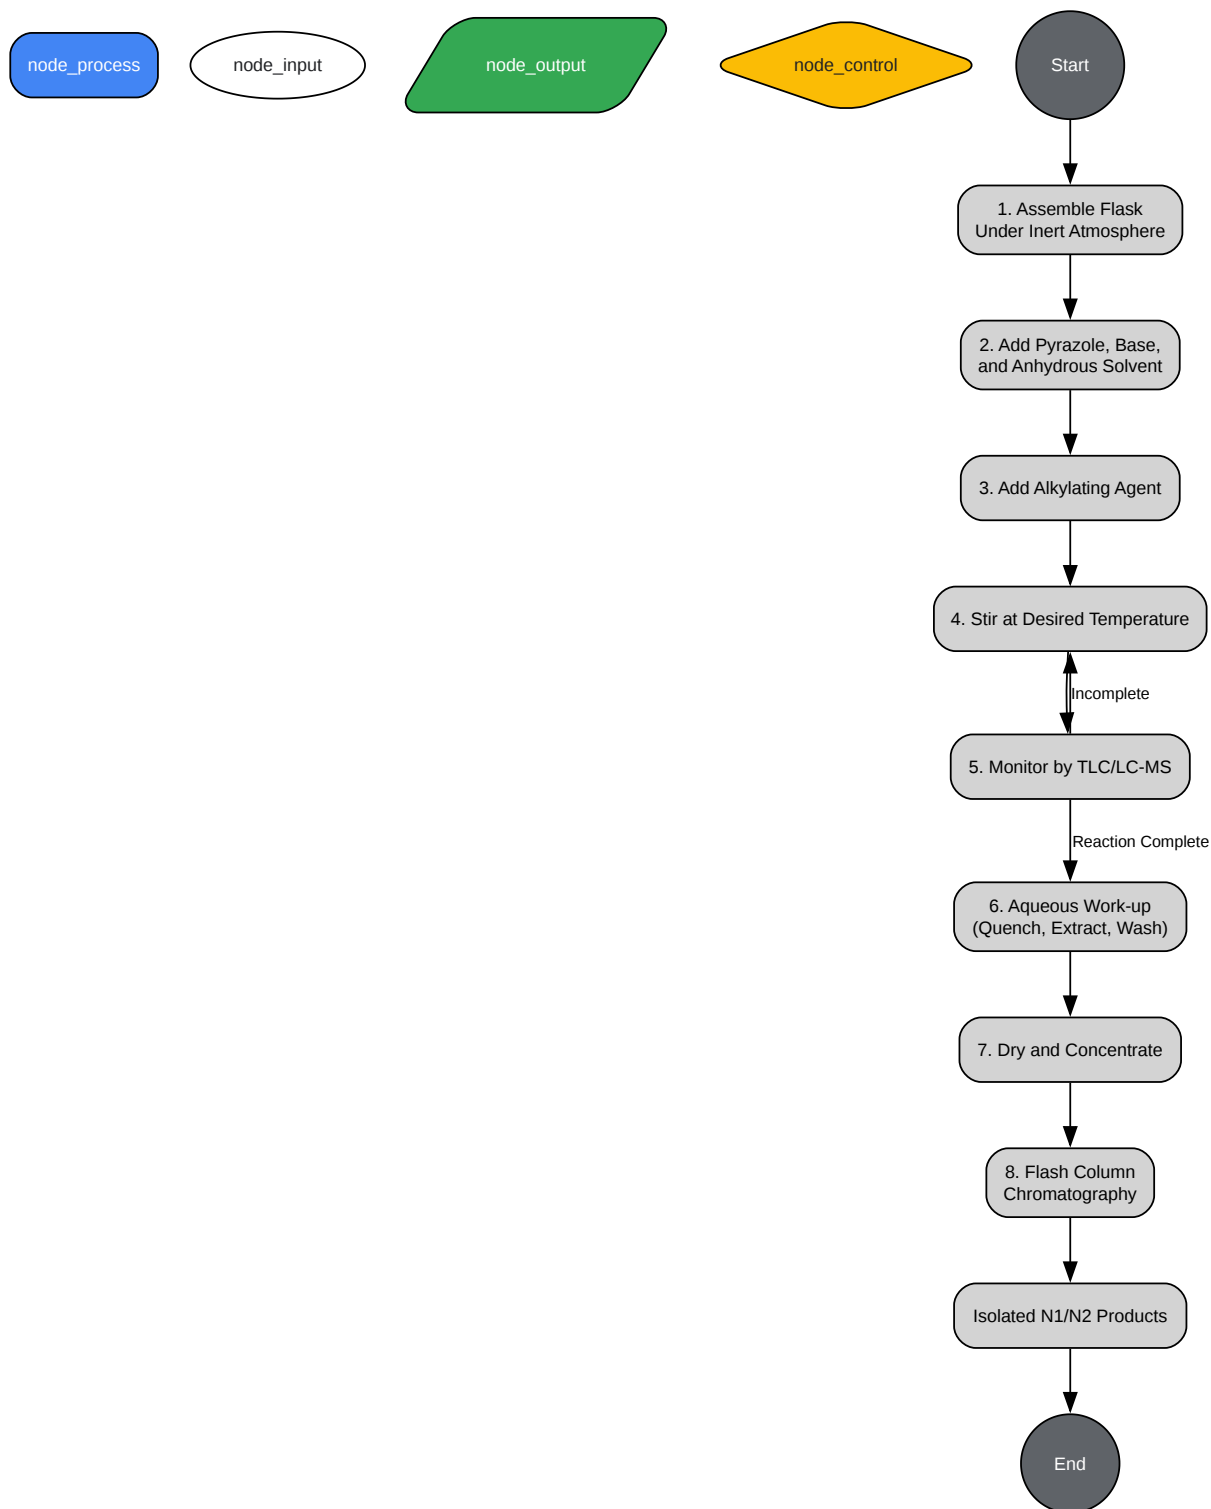 node_process
node_input
node_output
node_control
Start
1. Assemble Flask
Under Inert Atmosphere
2. Add Pyrazole, Base,
and Anhydrous Solvent
3. Add Alkylating Agent
4. Stir at Desired Temperature
Incomplete
5. Monitor by TLC/LC-MS
Reaction Complete
6. Aqueous Work-up
(Quench, Extract, Wash)
7. Dry and Concentrate
8. Flash Column
Chromatography
Isolated N1/N2 Products
End